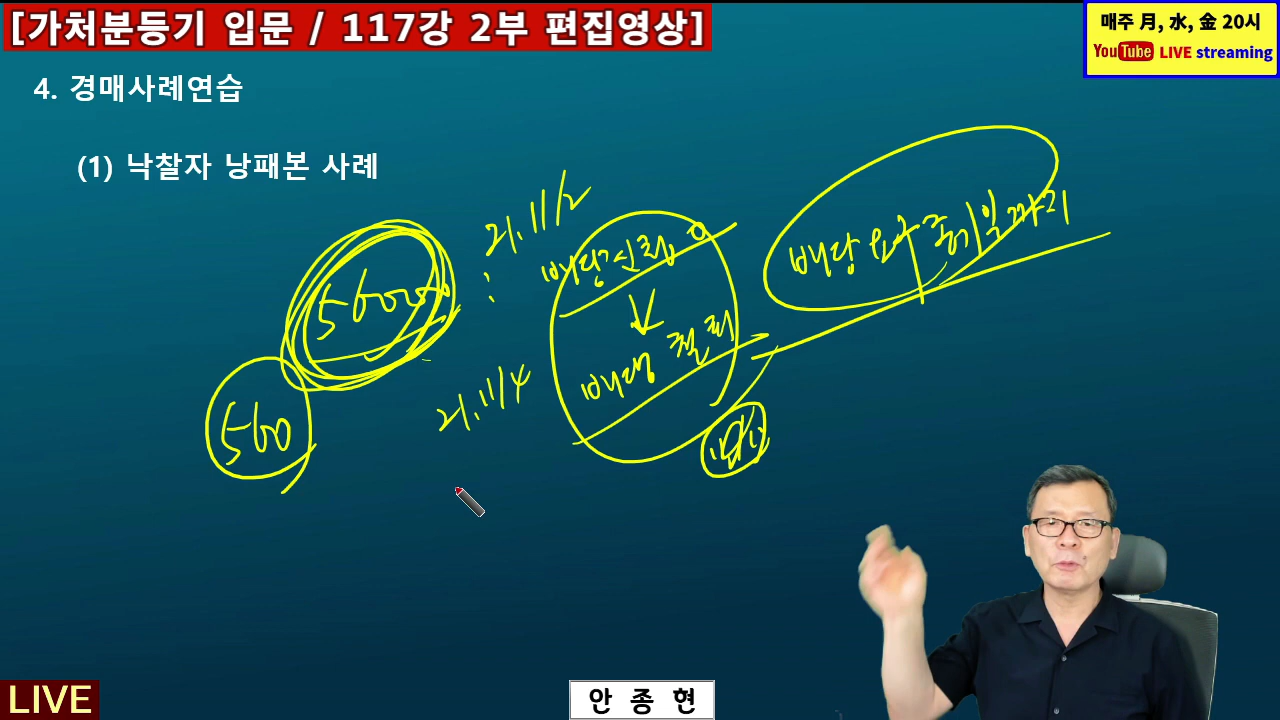 [가처분등기 입문 / 117강 2부 편집영상]
매주 月, 水, 金 20시
YouTube LIVE streaming
4. 경매사례연습
(1) 낙찰자 낭패본 사례
21.11/2
배당신청
배당요구종기일까지
560
21.11/4
철회
560
LIVE
안 종 현